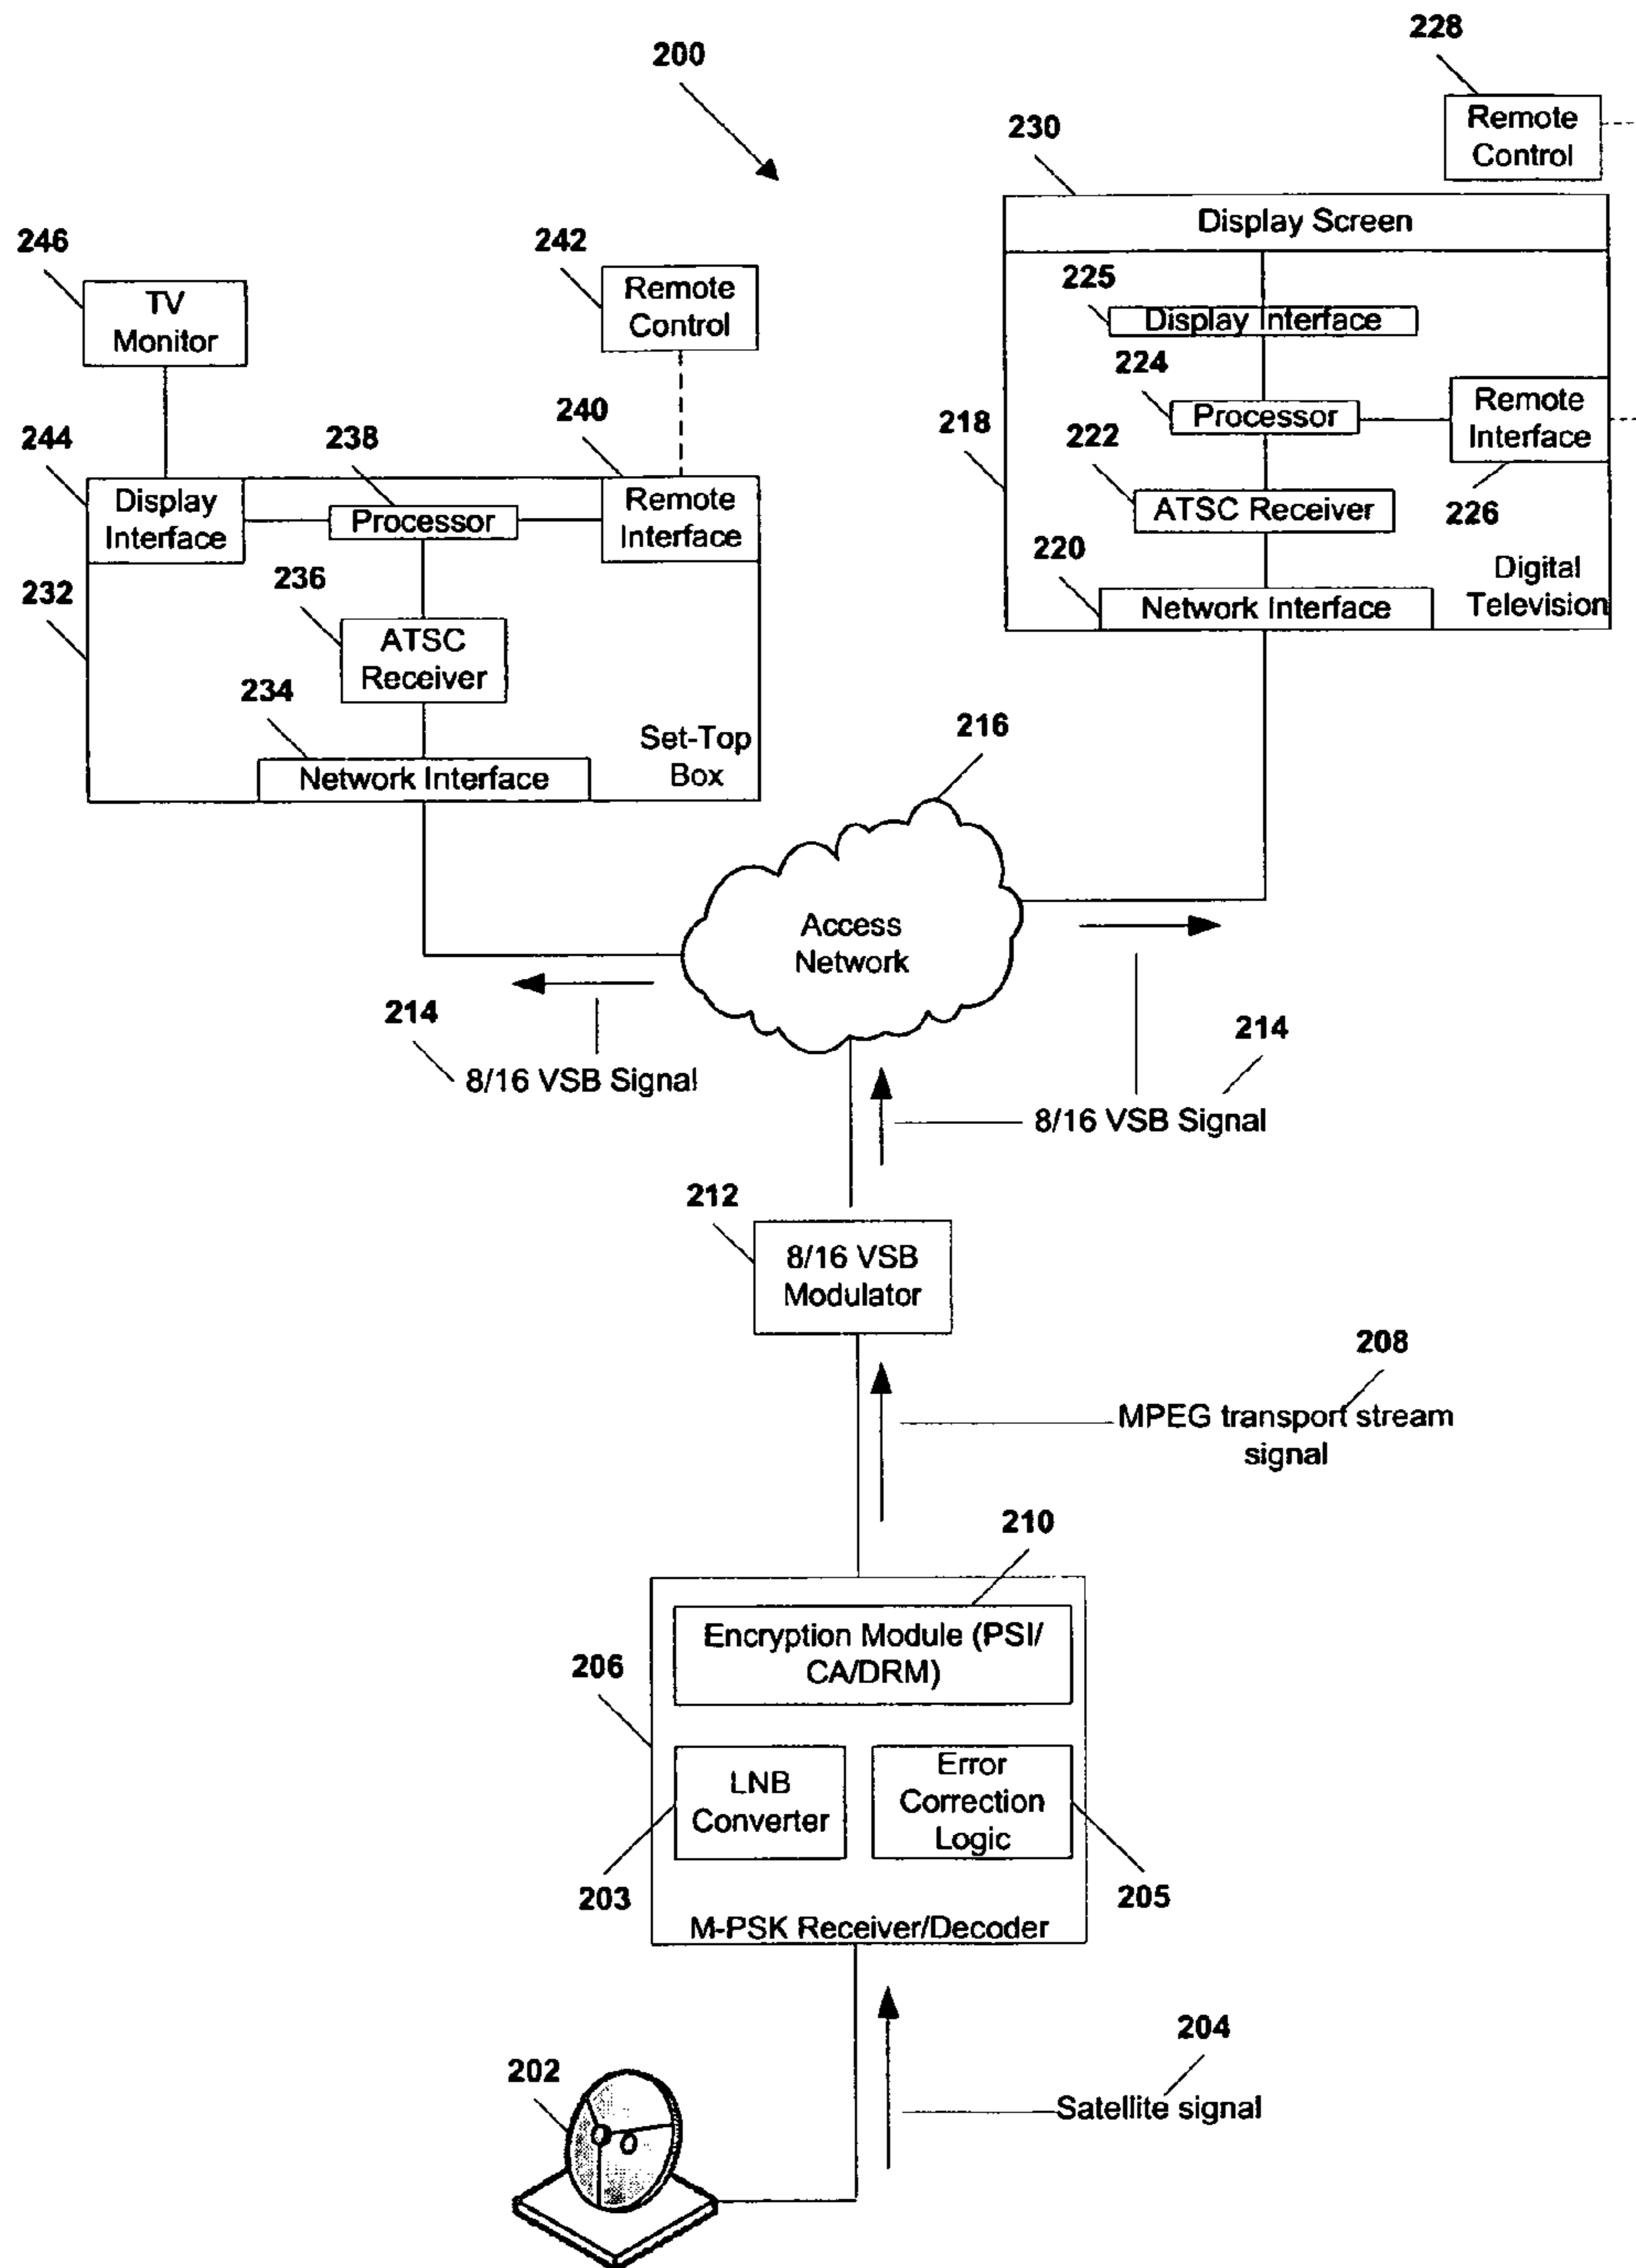 228
200
Remote
Control
230
Display Screen
246
242
TV
Monitor
Remote
Control
225
Display Interface
224
Processor
Remote
Interface
218
222
ATSC Receiver
226
220
Network Interface
Digital
Television
244
238
240
Display
Interface
Processor
Remote
Interface
232
236
ATSC
Receiver
234
Network Interface
Set-Top
Box
216
Access
Network
214
8/16 VSB Signal
214
8/16 VSB Signal
212
8/16 VSB
Modulator
208
MPEG transport stream
signal
210
Encryption Module (PSI/
CA/DRM)
206
LNB
Converter
Error
Correction
Logic
203
205
M-PSK Receiver/Decoder
204
Satellite signal
202